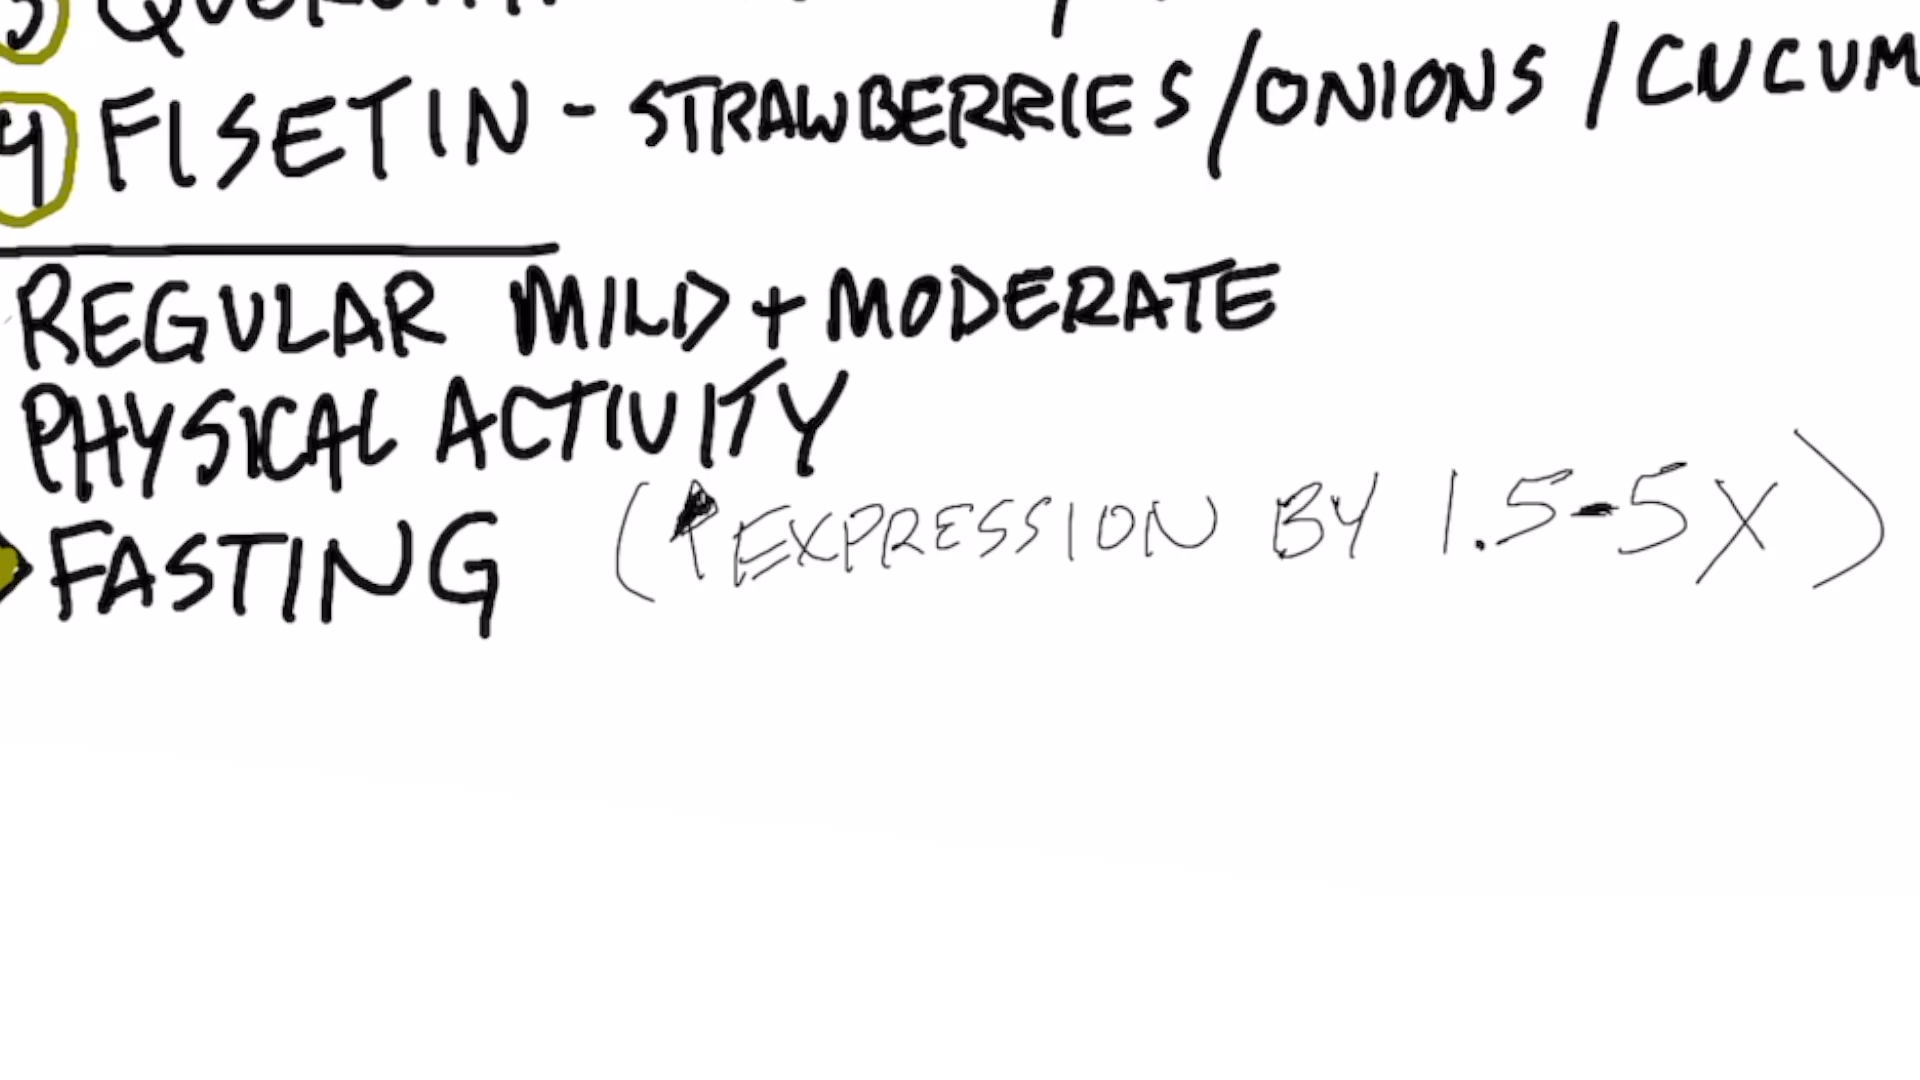 4 FISETIN - STRAWBERRIES/ONIONS/CUCUM
REGULAR MILD + MODERATE
PHYSICAL ACTIVITY
FASTING (↑ EXPRESSION BY 1.5-5X)